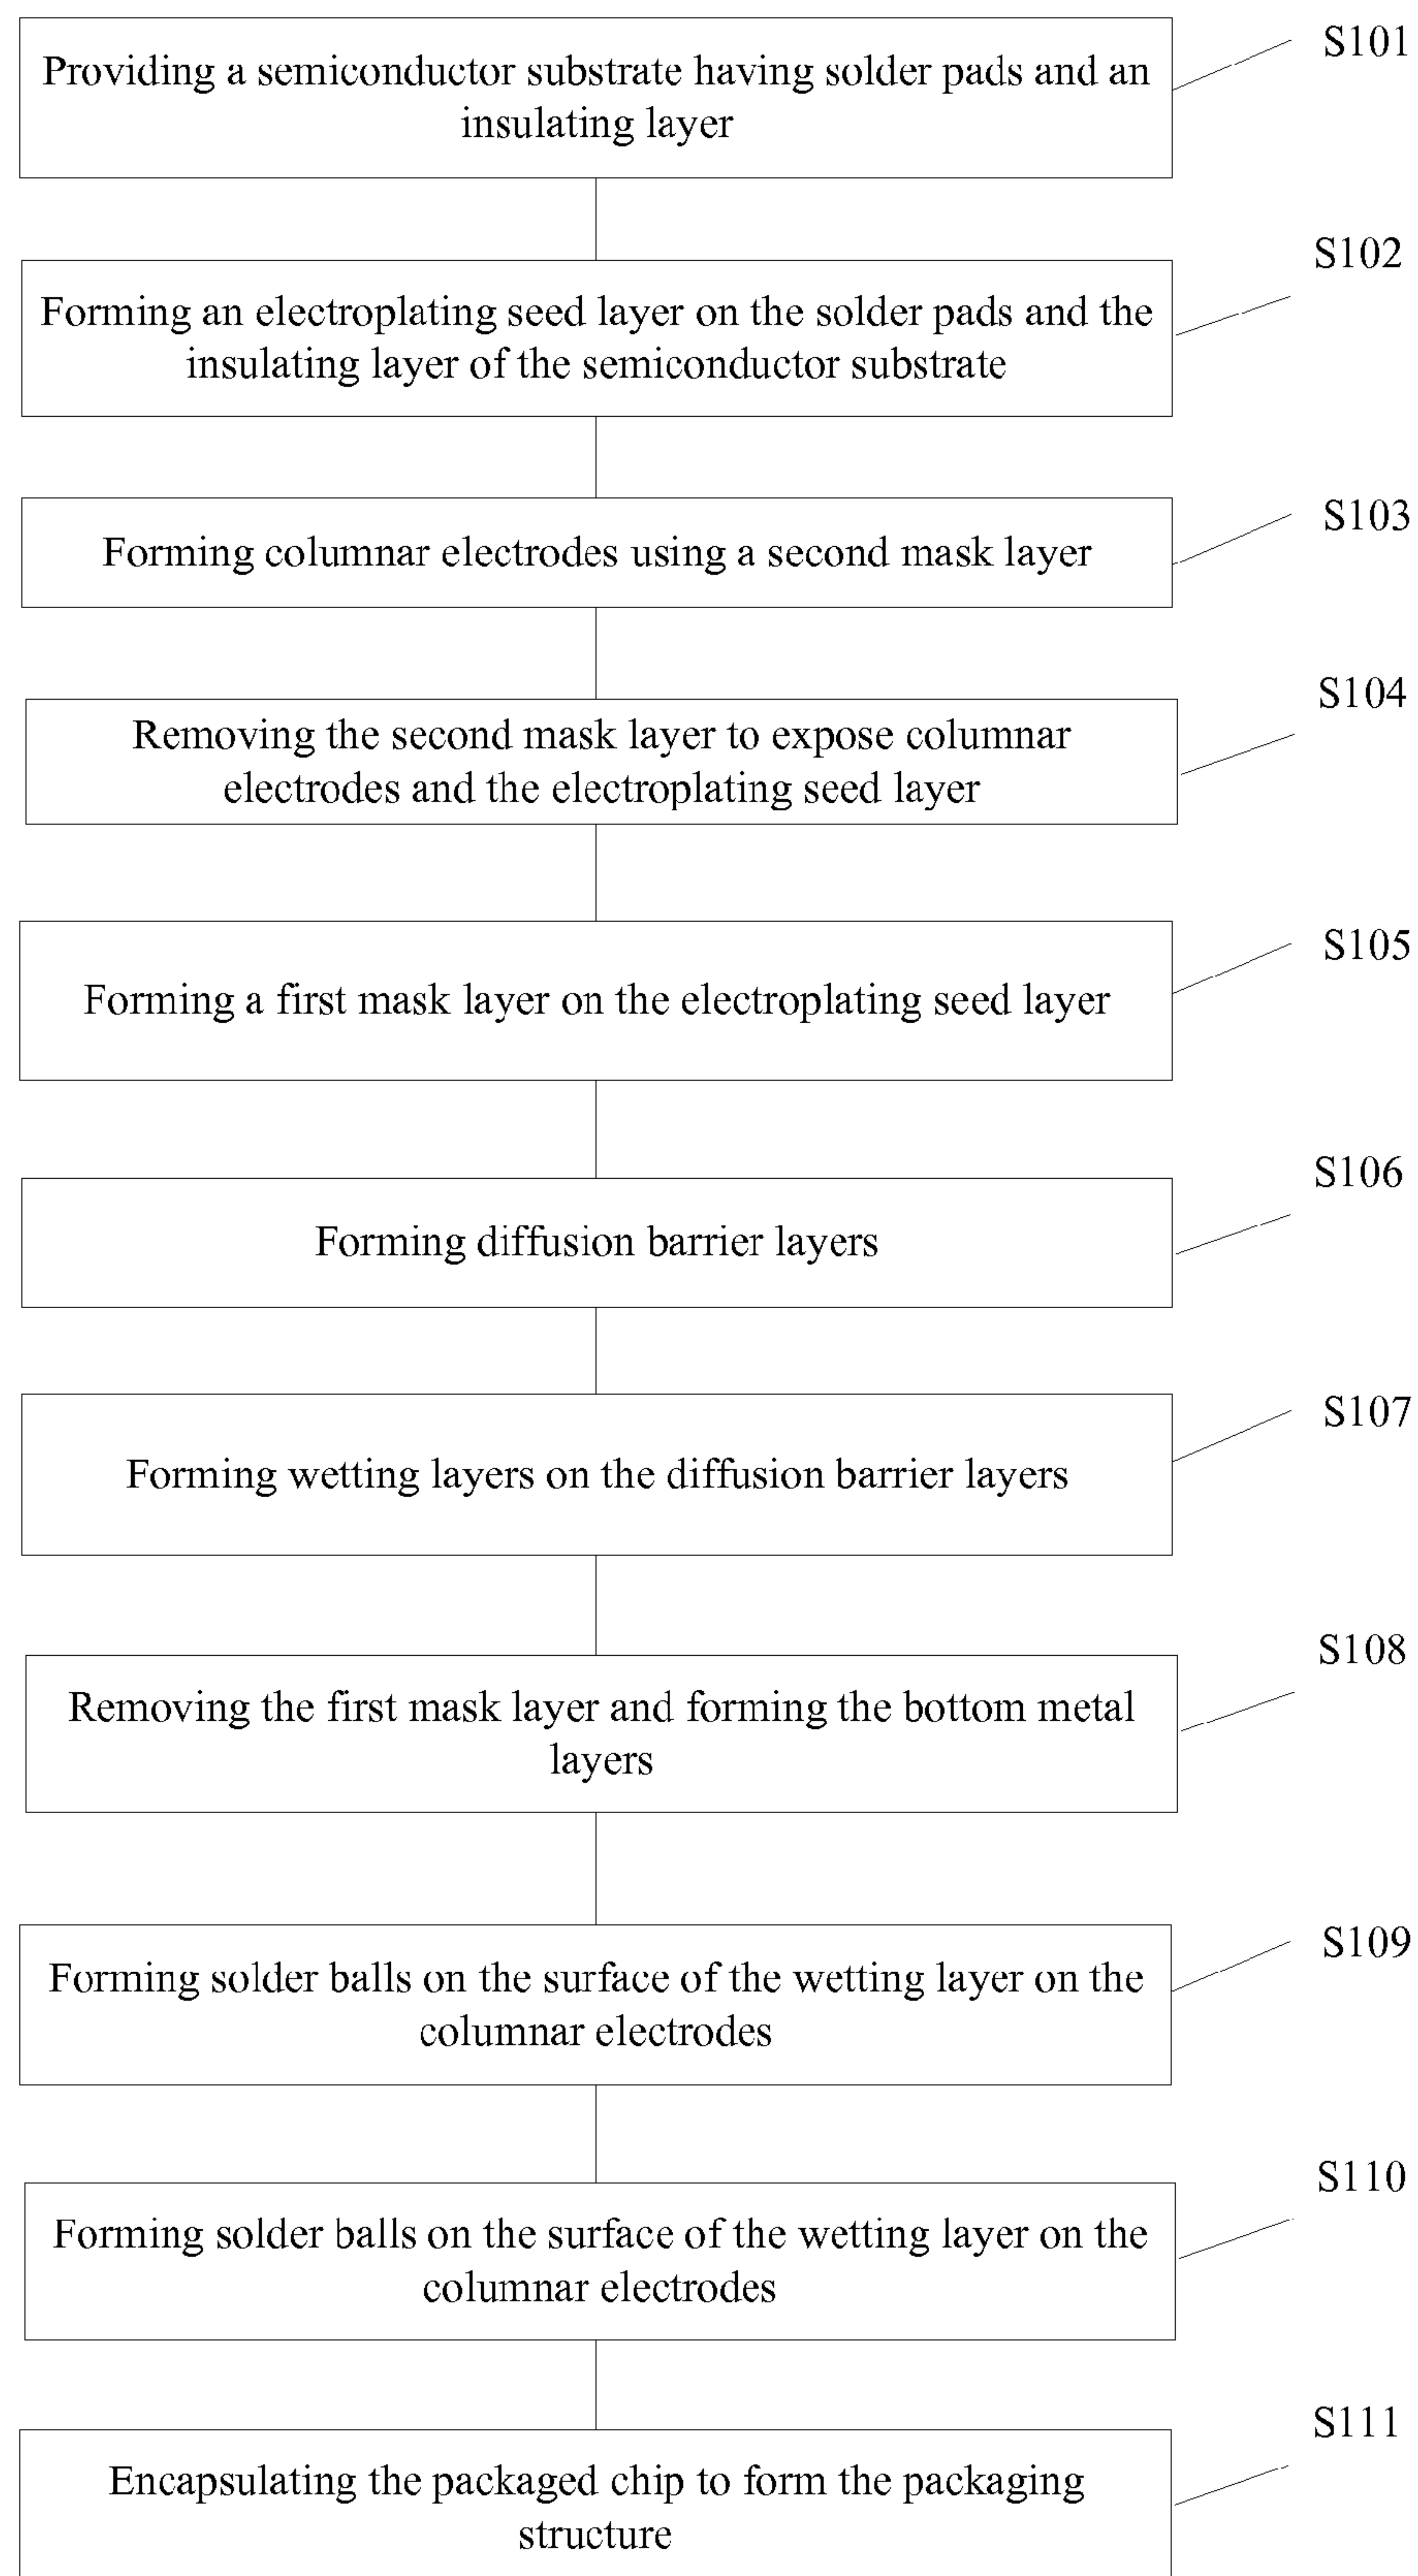 S101
Providing a semiconductor substrate having solder pads and an
insulating layer
S102
Forming an electroplating seed layer on the solder pads and the
insulating layer of the semiconductor substrate
S103
Forming columnar electrodes using a second mask layer
S104
Removing the second mask layer to expose columnar
electrodes and the electroplating seed layer
S105
Forming a first mask layer on the electroplating seed layer
S106
Forming diffusion barrier layers
S107
Forming wetting layers on the diffusion barrier layers
S108
Removing the first mask layer and forming the bottom metal
layers
S109
Forming solder balls on the surface of the wetting layer on the
columnar electrodes
S110
Forming solder balls on the surface of the wetting layer on the
columnar electrodes
S111
Encapsulating the packaged chip to form the packaging
structure